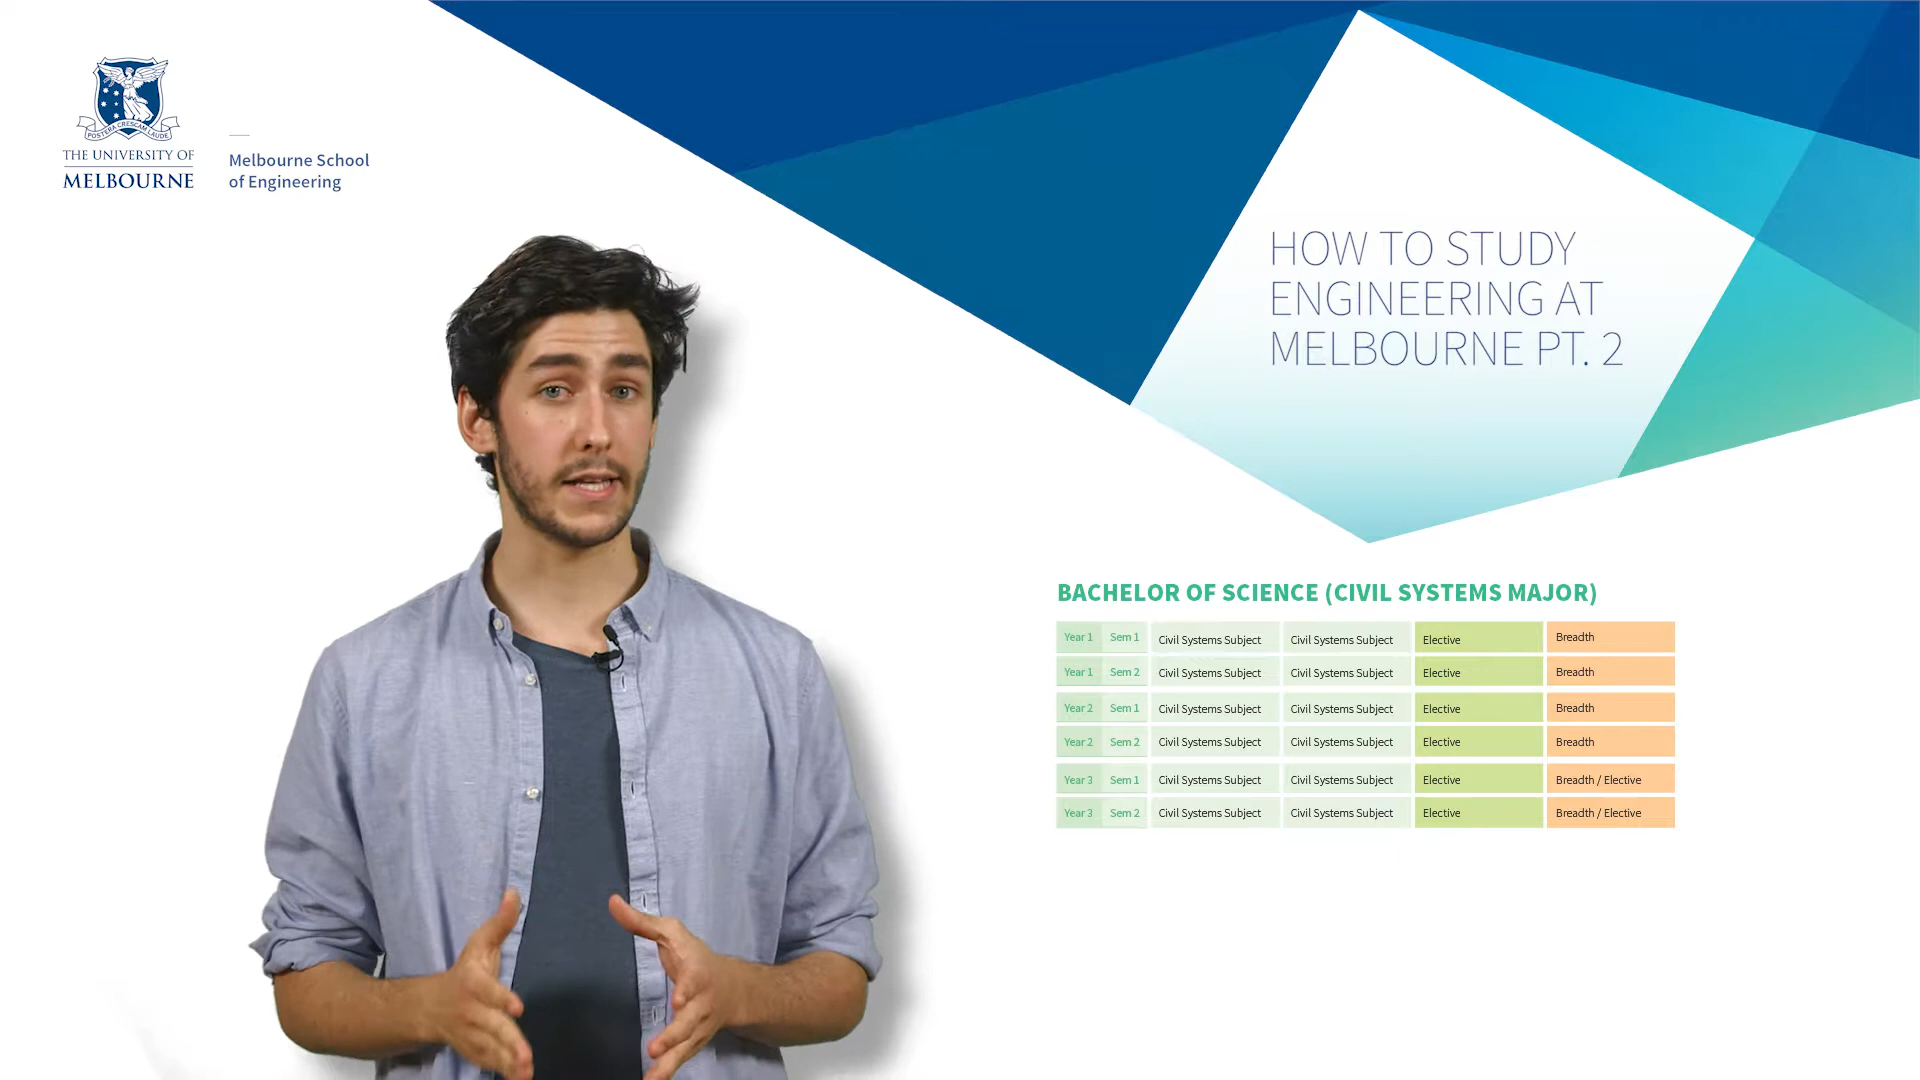 POSTERA CRESCAM LAUDE
THE UNIVERSITY OF
MELBOURNE
Melbourne School
of Engineering
HOW TO STUDY
ENGINEERING AT
MELBOURNE PT. 2
BACHELOR OF SCIENCE (CIVIL SYSTEMS MAJOR)
Year 1 Sem 1 Civil Systems Subject Civil Systems Subject Elective Breadth
Year 1 Sem 2 Civil Systems Subject Civil Systems Subject Elective Breadth
Year 2 Sem 1 Civil Systems Subject Civil Systems Subject Elective Breadth
Year 2 Sem 2 Civil Systems Subject Civil Systems Subject Elective Breadth
Year 3 Sem 1 Civil Systems Subject Civil Systems Subject Elective Breadth / Elective
Year 3 Sem 2 Civil Systems Subject Civil Systems Subject Elective Breadth / Elective